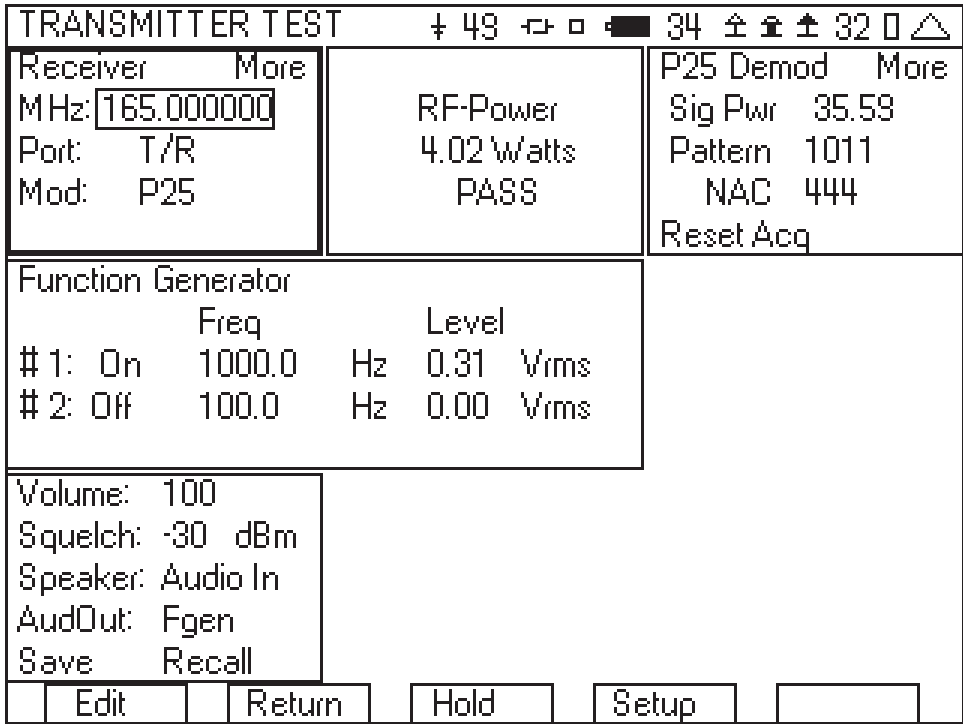 TRANSMITTER TEST 49 34 32
Receiver More
MHz: 165.000000
Port: T/R
Mod: P25
RF-Power
4.02 Watts
PASS
P25 Demod More
Sig Pwr 35.59
Pattern 1011
NAC 444
Reset Acq
Function Generator
Freq Level
#1: On 1000.0 Hz 0.31 Vrms
#2: Off 100.0 Hz 0.00 Vrms
Volume: 100
Squelch: -30 dBm
Speaker: Audio In
AudOut: Fgen
Save Recall
Edit Return Hold Setup